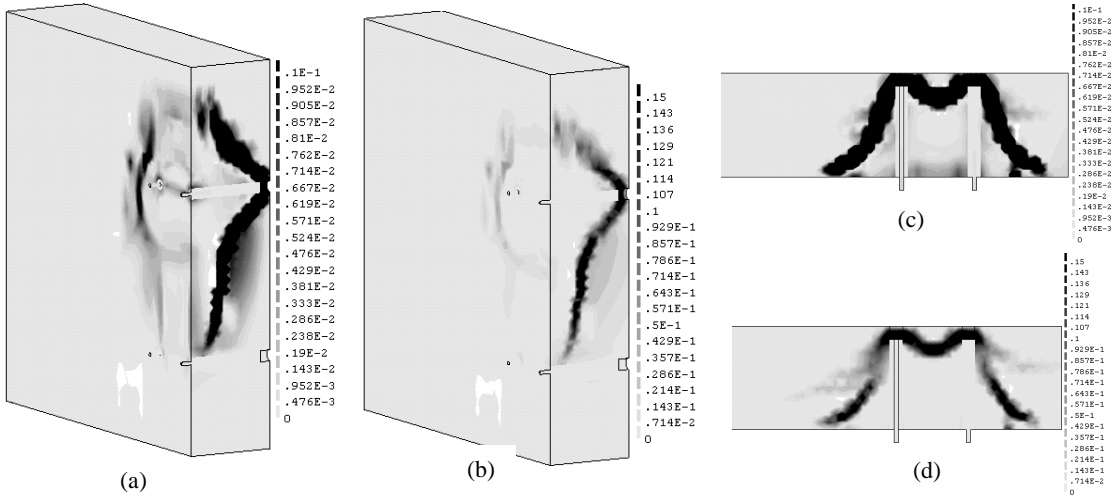 .1E-1
.952E-2
.905E-2
.857E-2
.81E-2
.762E-2
.714E-2
.667E-2
.619E-2
.571E-2
.524E-2
.476E-2
.429E-2
.381E-2
.333E-2
.286E-2
.238E-2
.19E-2
.143E-2
.952E-3
.476E-3
0
(a)
.15
.143
.136
.129
.121
.114
.107
.1
.929E-1
.857E-1
.786E-1
.714E-1
.643E-1
.571E-1
.5E-1
.429E-1
.357E-1
.286E-1
.214E-1
.143E-1
.714E-2
0
(b)
.1E-1
.952E-2
.905E-2
.857E-2
.81E-2
.762E-2
.714E-2
.667E-2
.619E-2
.571E-2
.524E-2
.476E-2
.429E-2
.381E-2
.333E-2
.286E-2
.238E-2
.19E-2
.143E-2
.952E-3
.476E-3
0
(c)
.15
.143
.136
.129
.121
.114
.107
.1
.929E-1
.857E-1
.786E-1
.714E-1
.643E-1
.571E-1
.5E-1
.429E-1
.357E-1
.286E-1
.214E-1
.143E-1
.714E-2
0
(d)